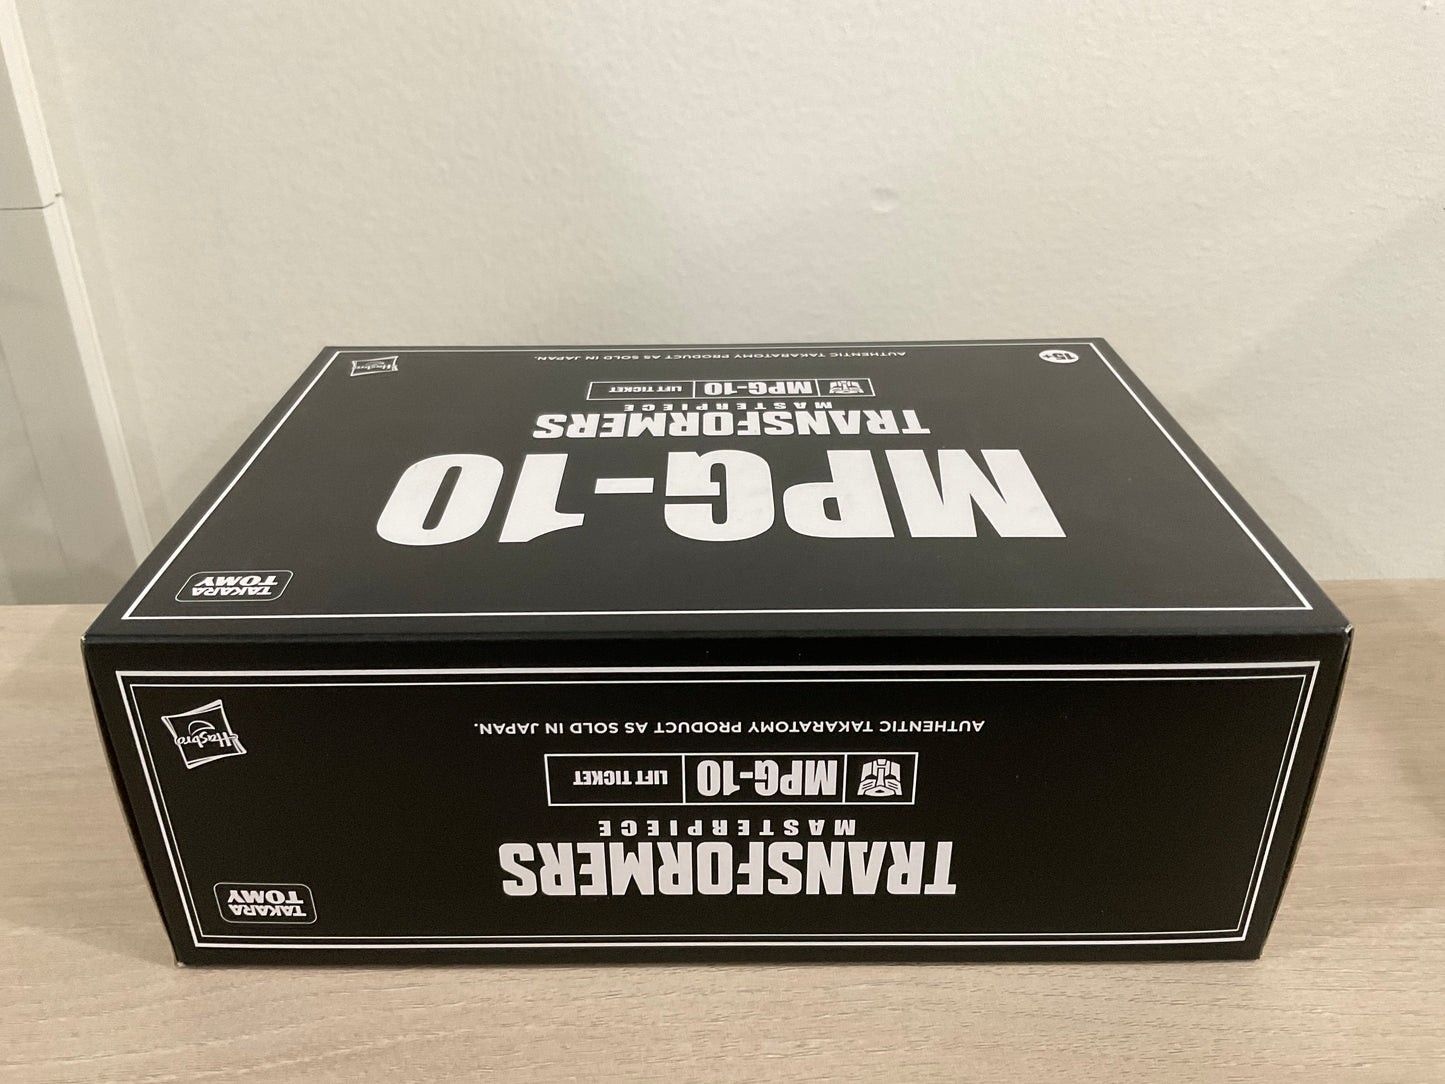 MPG-10
TRANSFORMERS
MASTERPIECE
MPG-10 LIFT TICKET
AUTHENTIC TAKARATOMY PRODUCT AS SOLD IN JAPAN.
15+
Hasbro
TAKARA
TOMY
TRANSFORMERS
MASTERPIECE
MPG-10 LIFT TICKET
AUTHENTIC TAKARATOMY PRODUCT AS SOLD IN JAPAN.
TAKARA
TOMY
Hasbro